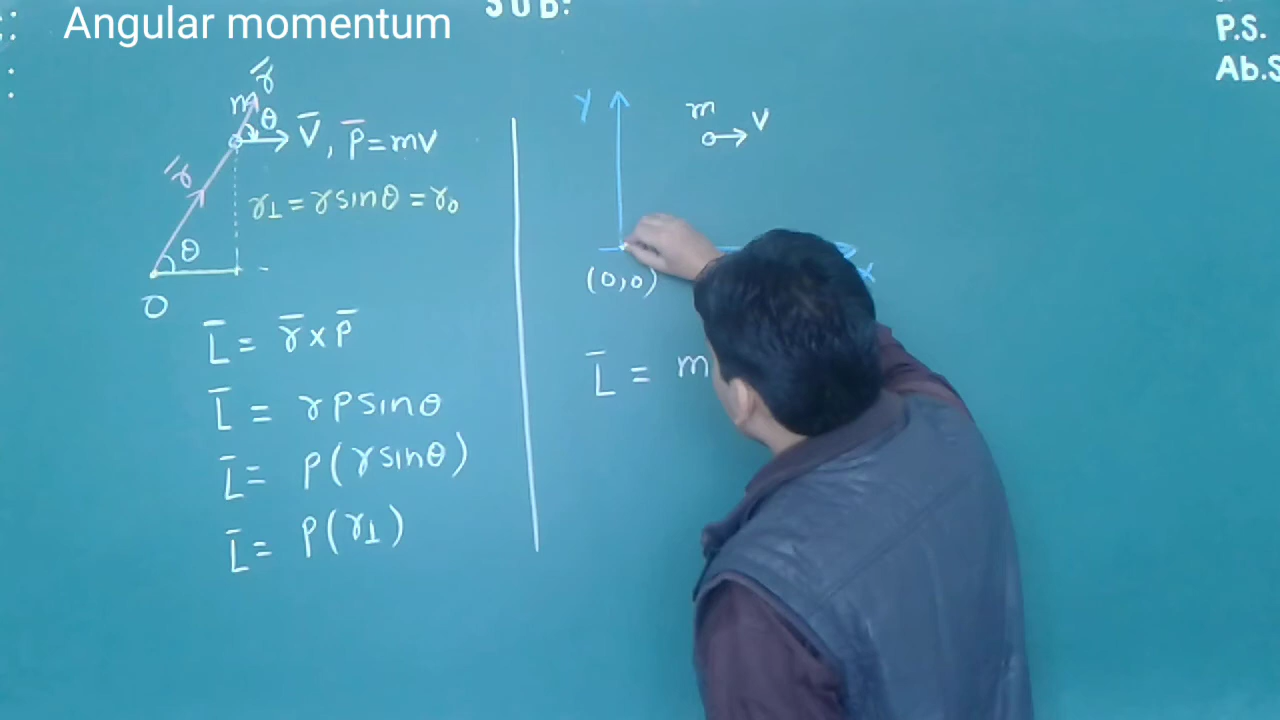 Angular momentum
SUB:
P.S.
Ab.S
:
:
r̄
m
θ
V̄, P̄=mV
r̄
r⊥ = r sinθ = r₀
θ
O
L̄ = r̄ × P̄
L̄ = r P sinθ
L̄ = P(r sinθ)
L̄ = P(r⊥)
Y
m
V
(0,0)
X
L̄ = m